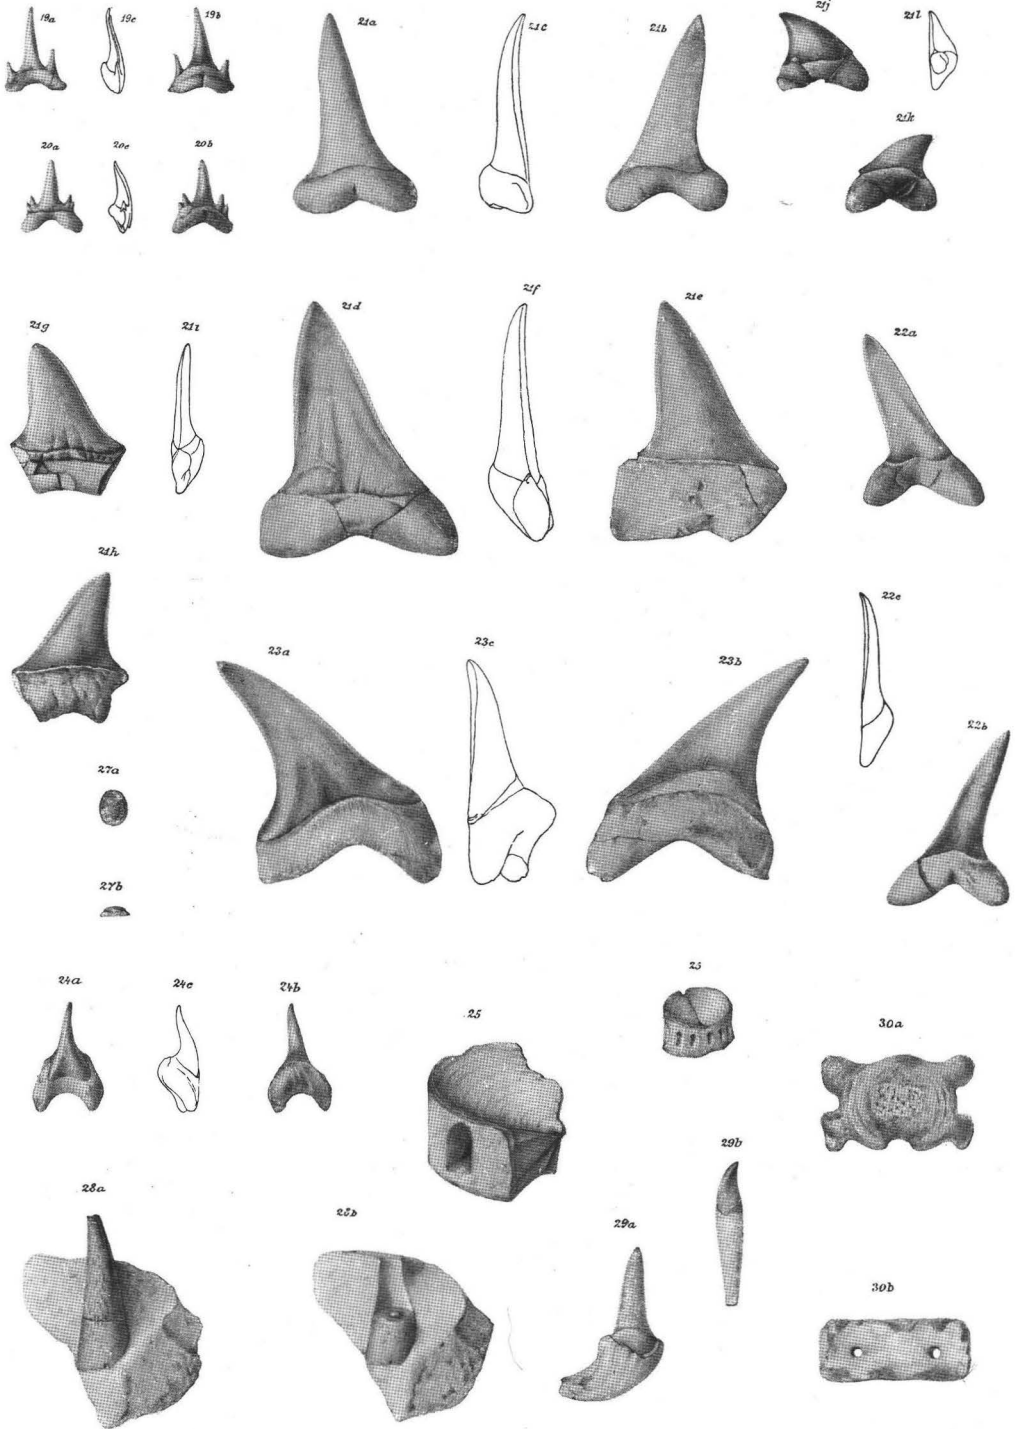 19a 19c 19b 21a 21c 21b 21j 21l
20a 20c 20b 21k
21g 21i 21d 21f 21e 22a
21h
23a 23c 23b 22c
22b
27a
27b
24a 24c 24b 25 25 30a
29b
28a 28b 29a
30b